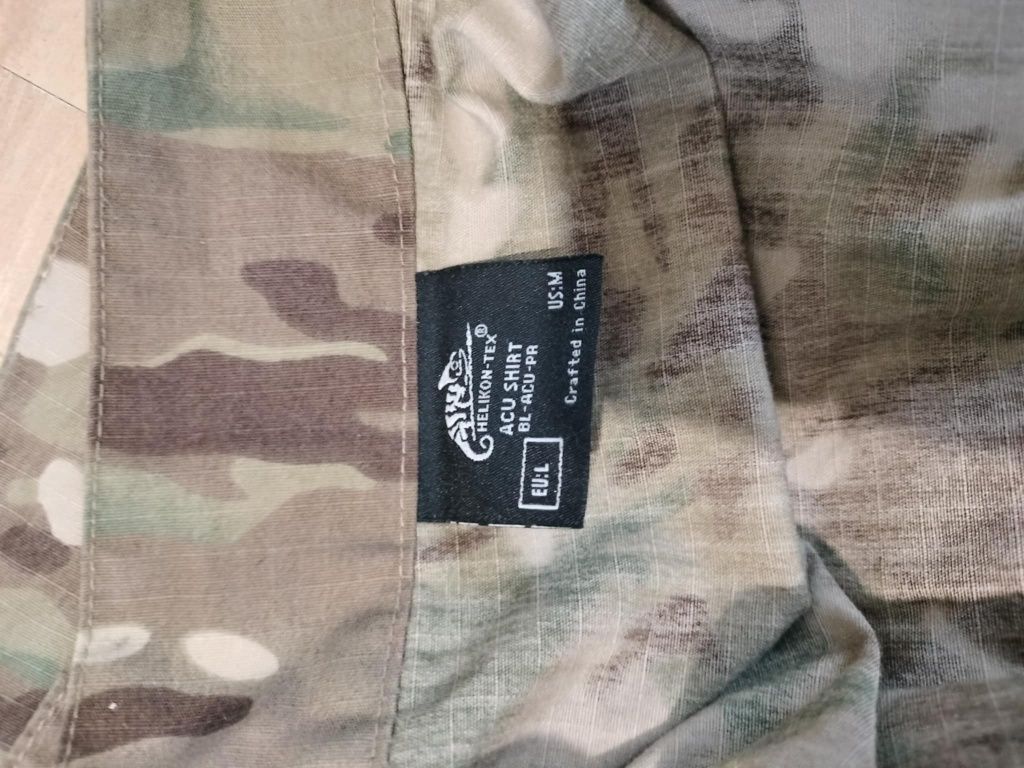 HELIKON-TEX®
ACU SHIRT
BL-ACU-PR
EU:L US:M
Crafted in China